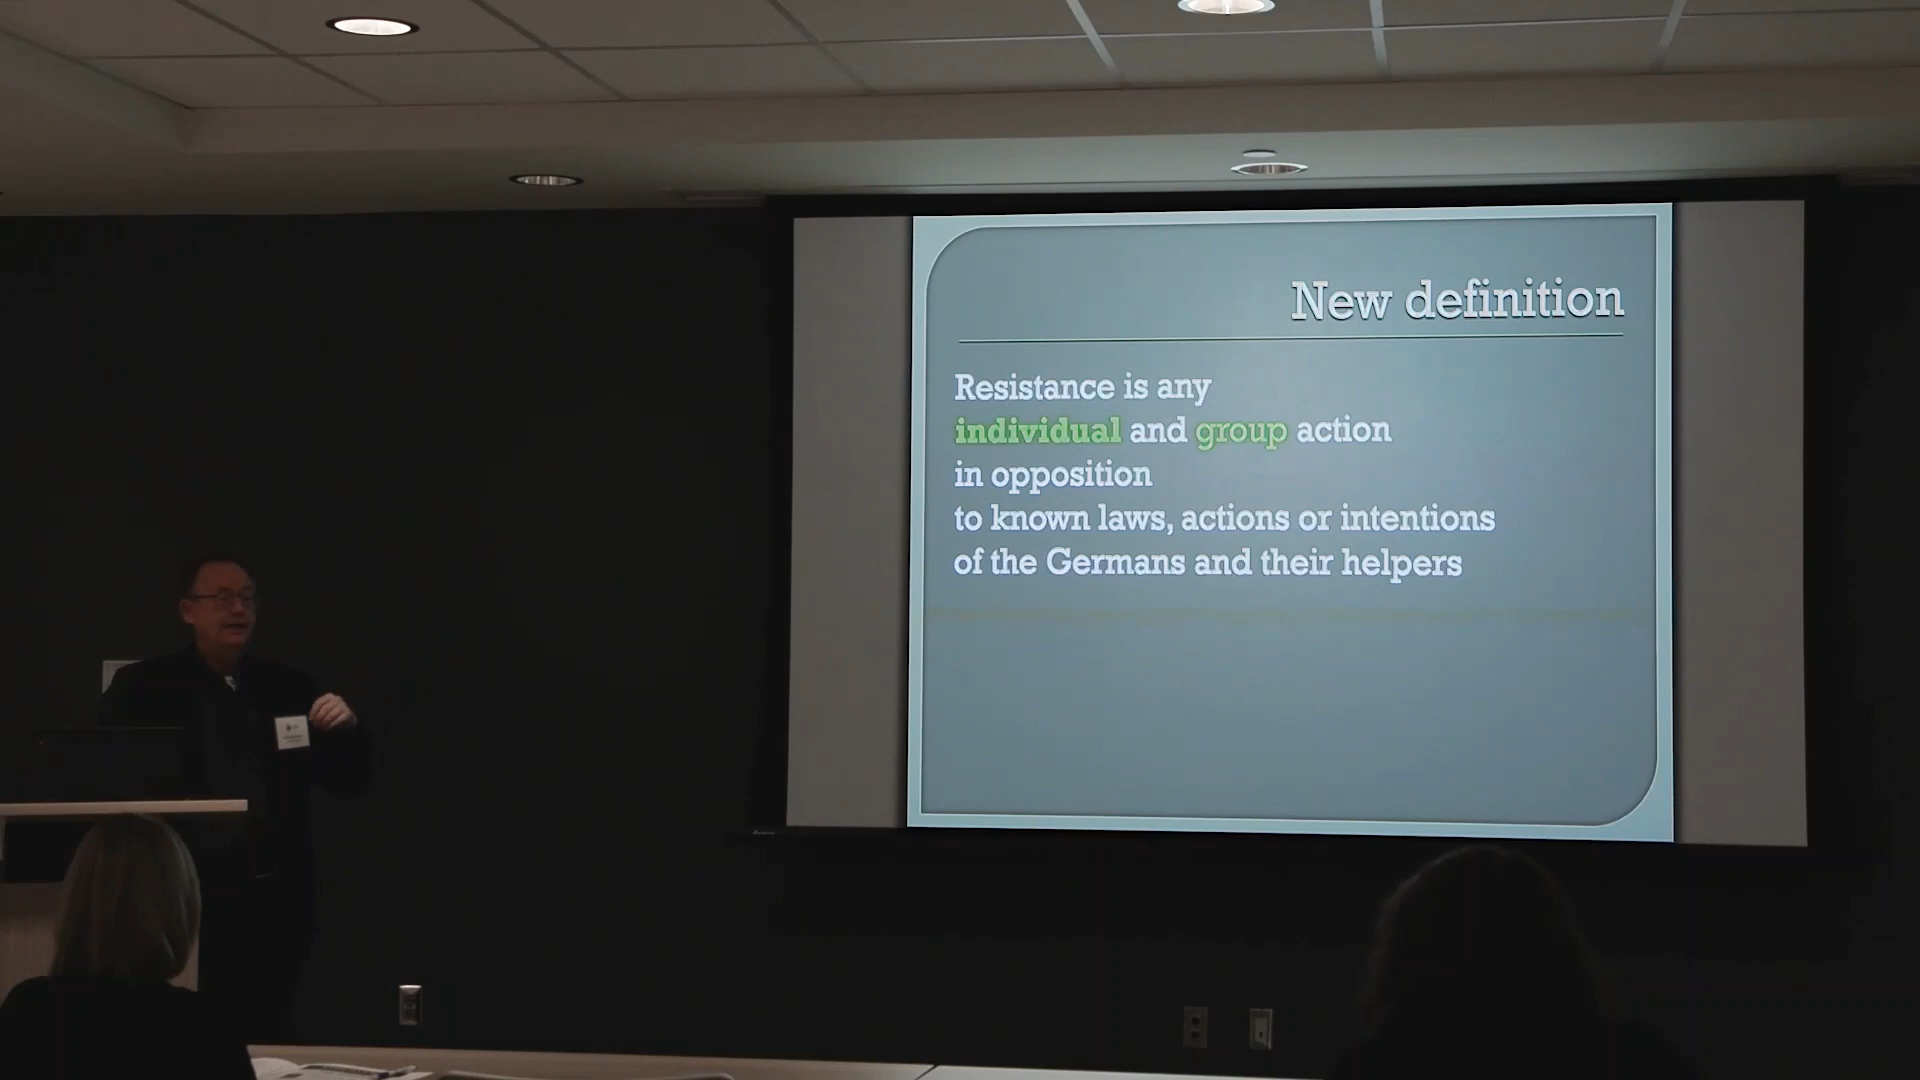 New definition
Resistance is any
individual and group action
in opposition
to known laws, actions or intentions
of the Germans and their helpers